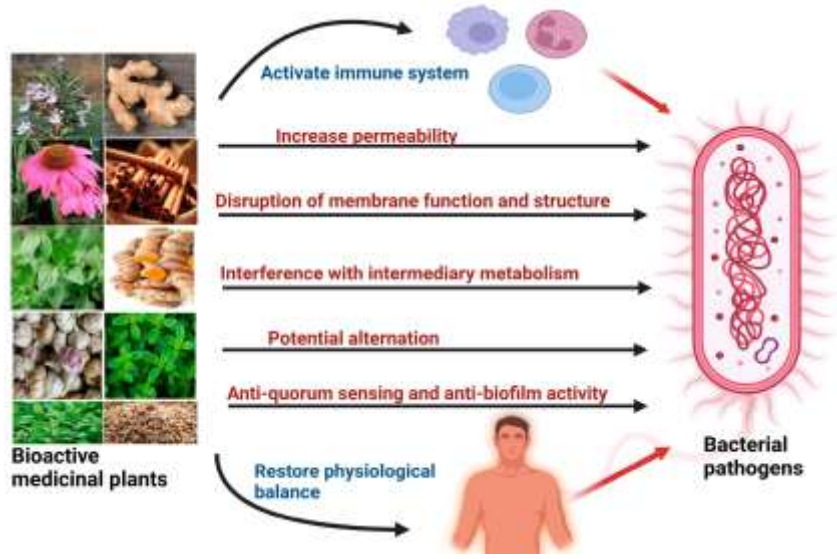 Activate immune system
Increase permeability
Disruption of membrane function and structure
Interference with intermediary metabolism
Potential alternation
Anti-quorum sensing and anti-biofilm activity
Bioactive
medicinal plants
Restore physiological
balance
Bacterial
pathogens